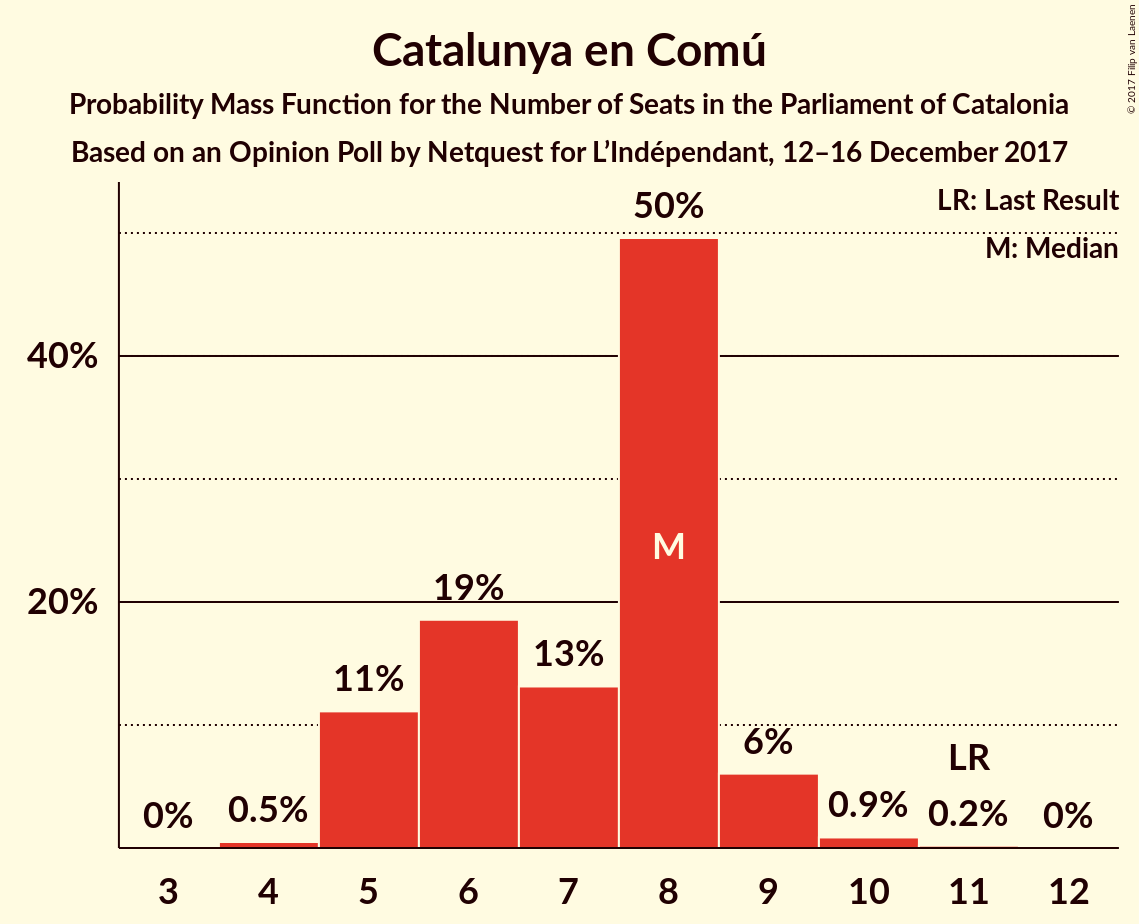 Catalunya en Comú
Probability Mass Function for the Number of Seats in the Parliament of Catalonia
Based on an Opinion Poll by Netquest for L’Indépendant, 12–16 December 2017
© 2017 Filip van Laenen
LR: Last Result
M: Median
50%
40%
M
20%
19%
13%
11%
6%
LR
0%
0.5%
0.9%
0.2%
0%
3 4 5 6 7 8 9 10 11 12